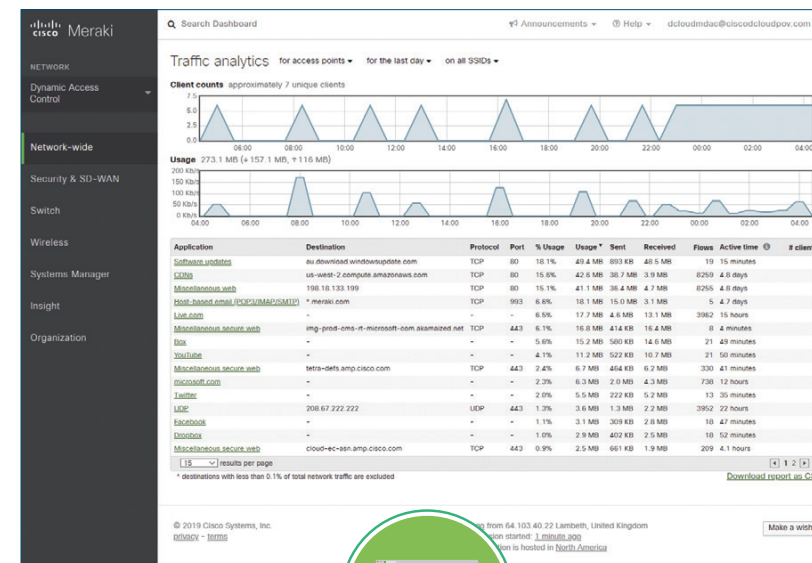 cisco Meraki
Search Dashboard
Announcements
Help
dcloudmdac@ciscodcloudpov.com
NETWORK
Dynamic Access
Control
Network-wide
Security & SD-WAN
Switch
Wireless
Systems Manager
Insight
Organization
Traffic analytics for access points for the last day on all SSIDs
Client counts approximately 7 unique clients
7.5
5.0
2.5
0.0
06:00 08:00 10:00 12:00 14:00 16:00 18:00 20:00 22:00 00:00 02:00 04:00
Usage 273.1 MB (↓ 157.1 MB, ↑ 116 MB)
200 Kb/s
150 Kb/s
100 Kb/s
50 Kb/s
0 Kb/s
04:00 06:00 08:00 10:00 12:00 14:00 16:00 18:00 20:00 22:00 00:00 02:00 04:00
Application Destination Protocol Port % Usage Usage Sent Received Flows Active time # clien
Software updates au.download.windowsupdate.com TCP 80 18.1% 49.4 MB 893 KB 48.5 MB 19 15 minutes
CDNs us-west-2.compute.amazonaws.com TCP 80 15.6% 42.6 MB 38.7 MB 3.9 MB 8259 4.8 days
Miscellaneous web 198.18.133.199 TCP 80 15.1% 41.1 MB 36.4 MB 4.7 MB 8255 4.8 days
Host-based email (POP3/IMAP/SMTP) *.meraki.com TCP 993 6.6% 18.1 MB 15.0 MB 3.1 MB 5 4.7 days
Live.com - - - 6.5% 17.7 MB 4.6 MB 13.1 MB 3982 15 hours
Miscellaneous secure web img-prod-cms-rt-microsoft-com.akamaized.net TCP 443 6.1% 16.8 MB 414 KB 16.4 MB 8 4 minutes
Box - - - 5.6% 15.2 MB 580 KB 14.6 MB 21 49 minutes
YouTube - - - 4.1% 11.2 MB 522 KB 10.7 MB 21 50 minutes
Miscellaneous secure web tetra-defs.amp.cisco.com TCP 443 2.4% 6.7 MB 464 KB 6.2 MB 330 41 minutes
microsoft.com - - - 2.3% 6.3 MB 2.0 MB 4.3 MB 738 12 hours
Twitter - - - 2.0% 5.5 MB 222 KB 5.2 MB 13 35 minutes
UDP 208.67.222.222 UDP 443 1.3% 3.6 MB 1.3 MB 2.2 MB 3952 22 hours
Facebook - - - 1.1% 3.1 MB 309 KB 2.8 MB 18 47 minutes
Dropbox - - - 1.0% 2.9 MB 402 KB 2.5 MB 18 52 minutes
Miscellaneous secure web cloud-ec-asn.amp.cisco.com TCP 443 0.9% 2.5 MB 661 KB 1.9 MB 209 4.1 hours
15 results per page
1 2
* destinations with less than 0.1% of total network traffic are excluded
Download report as CS
© 2019 Cisco Systems, Inc.
privacy - terms
from 64.103.40.22 Lambeth, United Kingdom
started: 1 minute ago
is hosted in North America
Make a wish